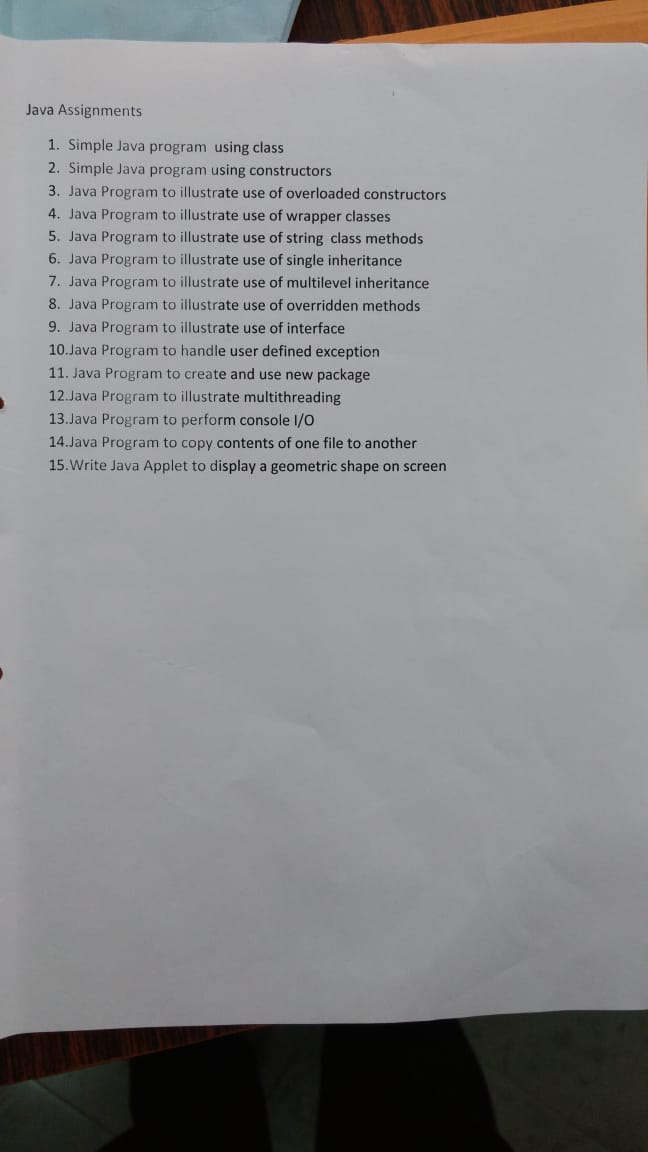 Java Assignments
1. Simple Java program using class
2. Simple Java program using constructors
3. Java Program to illustrate use of overloaded constructors
4. Java Program to illustrate use of wrapper classes
5. Java Program to illustrate use of string class methods
6. Java Program to illustrate use of single inheritance
7. Java Program to illustrate use of multilevel inheritance
8. Java Program to illustrate use of overridden methods
9. Java Program to illustrate use of interface
10.Java Program to handle user defined exception
11. Java Program to create and use new package
12.Java Program to illustrate multithreading
13.Java Program to perform console I/O
14.Java Program to copy contents of one file to another
15.Write Java Applet to display a geometric shape on screen